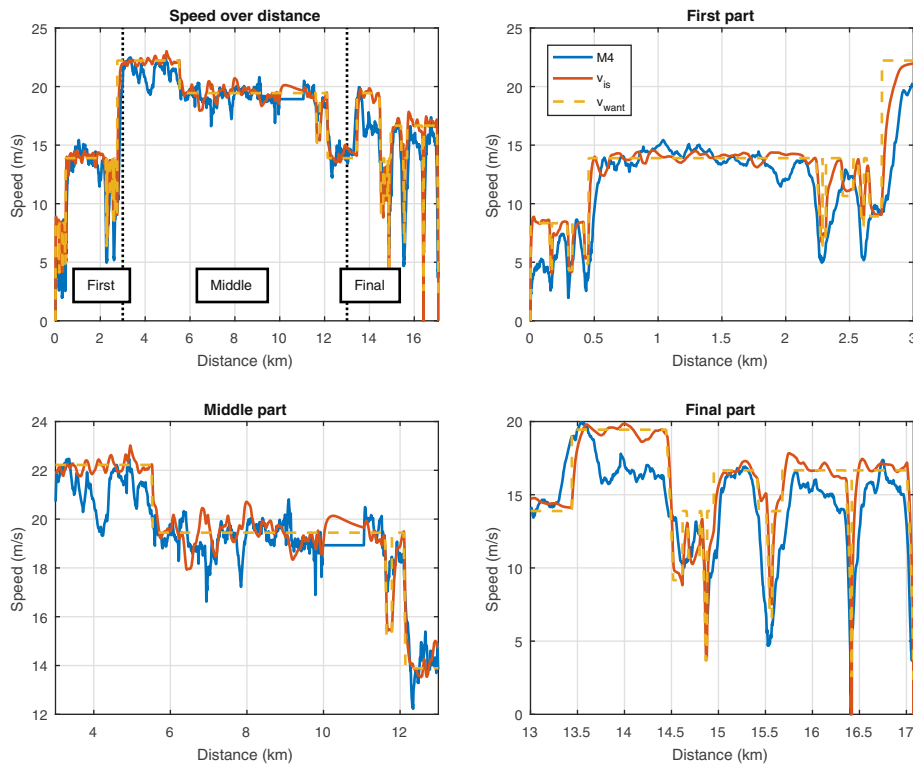 Speed over distance
25
20
15
10
5
0
Speed (m/s)
First
Middle
Final
0 2 4 6 8 10 12 14 16
Distance (km)
First part
25
20
15
10
5
0
Speed (m/s)
M4
v_is
v_want
0 0.5 1 1.5 2 2.5 3
Distance (km)
Middle part
24
22
20
18
16
14
12
Speed (m/s)
4 6 8 10 12
Distance (km)
Final part
20
15
10
5
0
Speed (m/s)
13 13.5 14 14.5 15 15.5 16 16.5 17
Distance (km)